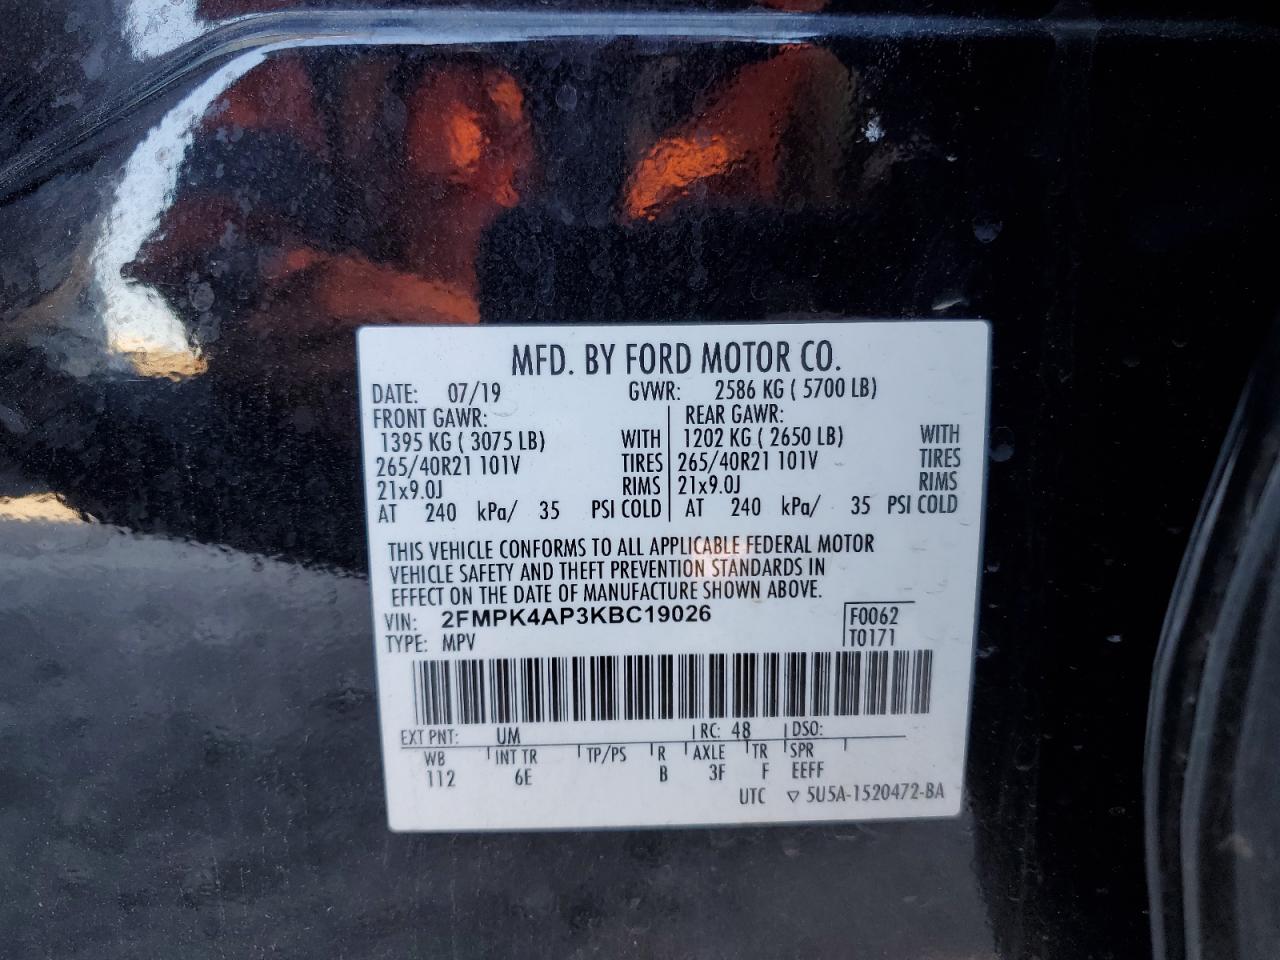 MFD. BY FORD MOTOR CO.
DATE: 07/19 GVWR: 2586 KG ( 5700 LB)
FRONT GAWR: REAR GAWR:
1395 KG ( 3075 LB) WITH 1202 KG ( 2650 LB) WITH
265/40R21 101V TIRES 265/40R21 101V TIRES
21x9.0J RIMS 21x9.0J RIMS
AT 240 kPa/ 35 PSI COLD AT 240 kPa/ 35 PSI COLD
THIS VEHICLE CONFORMS TO ALL APPLICABLE FEDERAL MOTOR
VEHICLE SAFETY AND THEFT PREVENTION STANDARDS IN
EFFECT ON THE DATE OF MANUFACTURE SHOWN ABOVE.
VIN: 2FMPK4AP3KBC19026 F0062
TYPE: MPV T0171
EXT PNT: UM RC: 48 DSO:
WB INT TR TP/PS R AXLE TR SPR
112 6E B 3F F EEFF
UTC ▽ 5U5A-1520472-BA